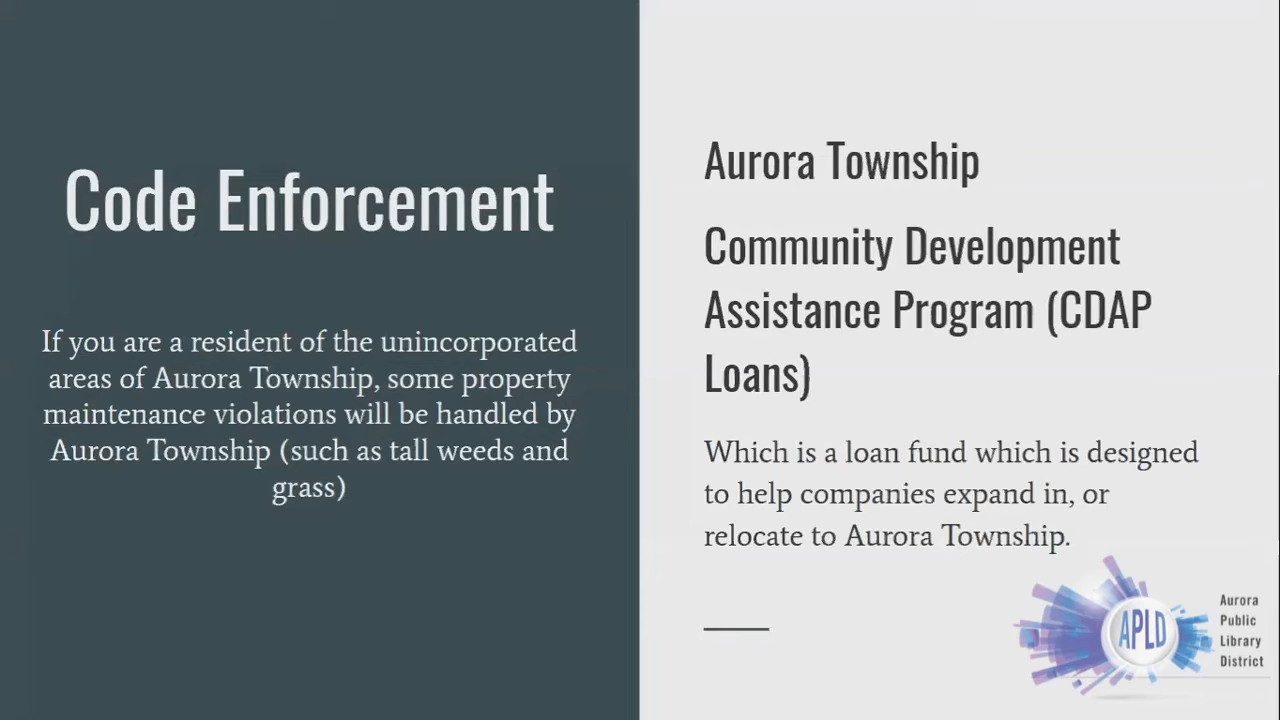 Code Enforcement
If you are a resident of the unincorporated
areas of Aurora Township, some property
maintenance violations will be handled by
Aurora Township (such as tall weeds and
grass)
Aurora Township
Community Development
Assistance Program (CDAP
Loans)
Which is a loan fund which is designed
to help companies expand in, or
relocate to Aurora Township.
APLD
Aurora
Public
Library
District